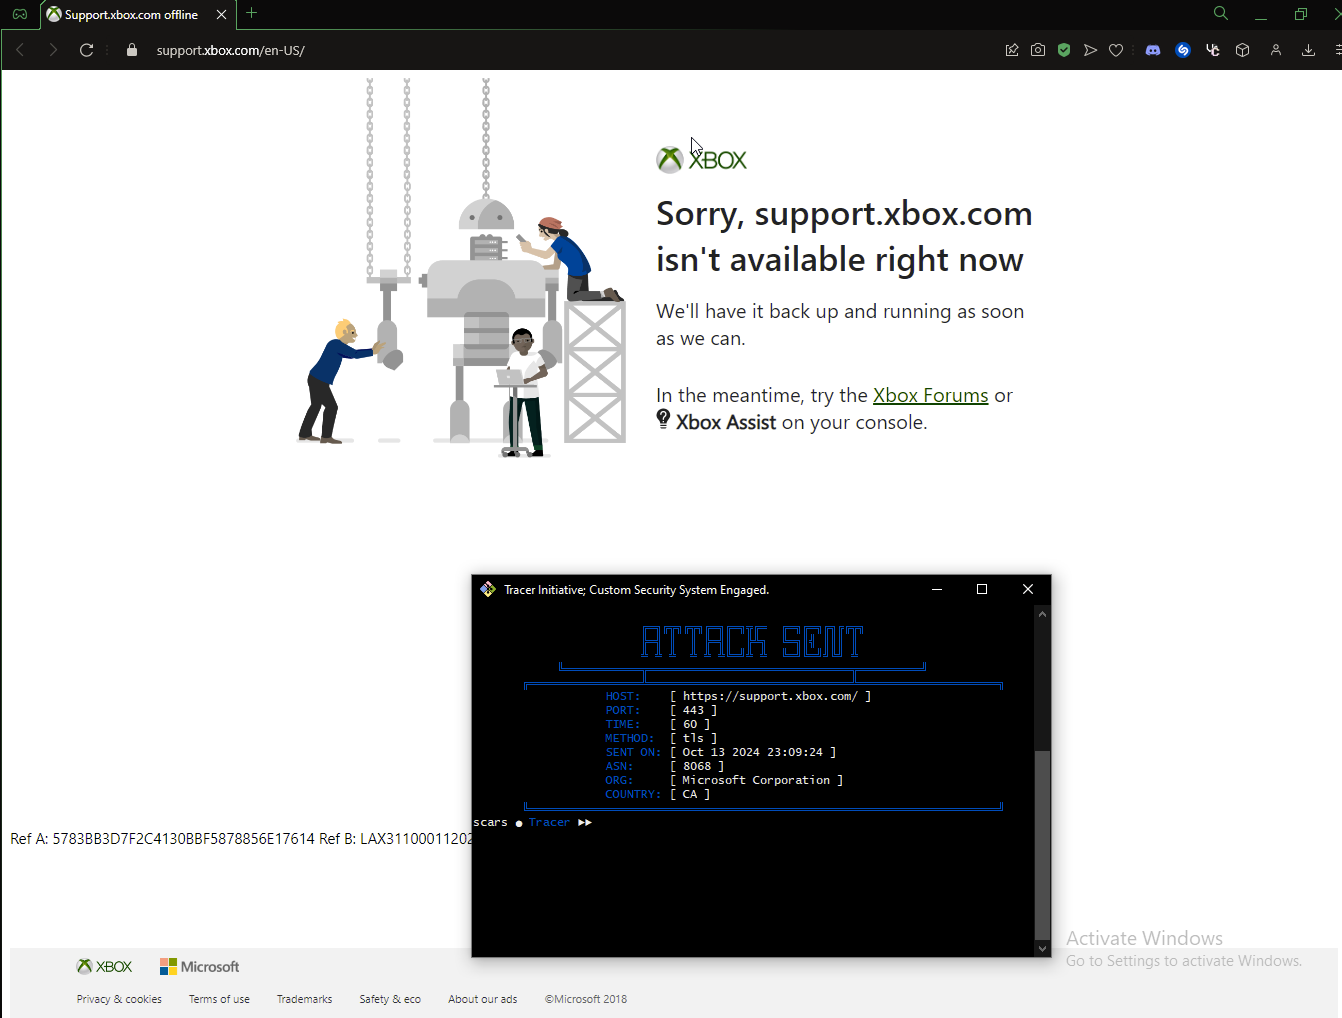 Support.xbox.com offline
support.xbox.com/en-US/
XBOX
Sorry, support.xbox.com
isn't available right now
We'll have it back up and running as soon
as we can.
In the meantime, try the Xbox Forums or
Xbox Assist on your console.
Tracer Initiative; Custom Security System Engaged.
ATTACK SENT
HOST: [ https://support.xbox.com/ ]
PORT: [ 443 ]
TIME: [ 60 ]
METHOD: [ tls ]
SENT ON: [ Oct 13 2024 23:09:24 ]
ASN: [ 8068 ]
ORG: [ Microsoft Corporation ]
COUNTRY: [ CA ]
scars ● Tracer ▶▶
Ref A: 5783BB3D7F2C4130BBF5878856E17614 Ref B: LAX31100011202
Activate Windows
Go to Settings to activate Windows.
XBOX Microsoft
Privacy & cookies Terms of use Trademarks Safety & eco About our ads ©Microsoft 2018